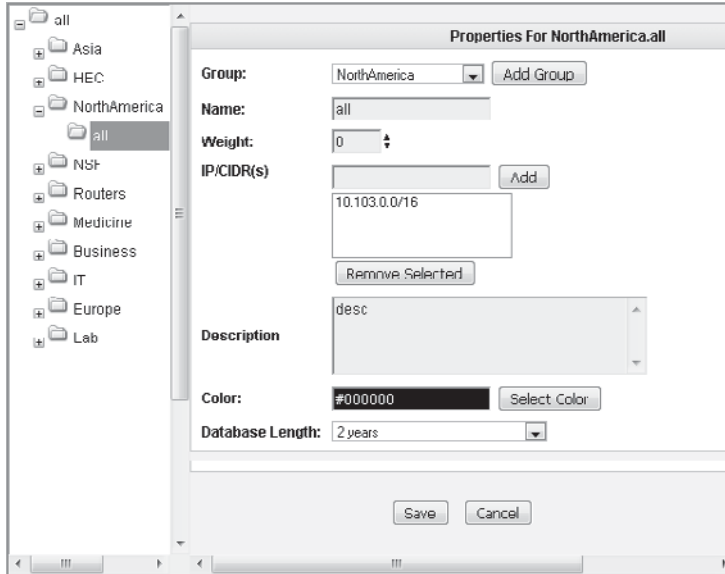 all
Asia
HEC
NorthAmerica
all
NSF
Routers
Medicine
Business
IT
Europe
Lab
Properties For NorthAmerica.all
Group: NorthAmerica Add Group
Name: all
Weight: 0
IP/CIDR(s) Add
10.103.0.0/16
Remove Selected
Description desc
Color: #000000 Select Color
Database Length: 2 years
Save Cancel